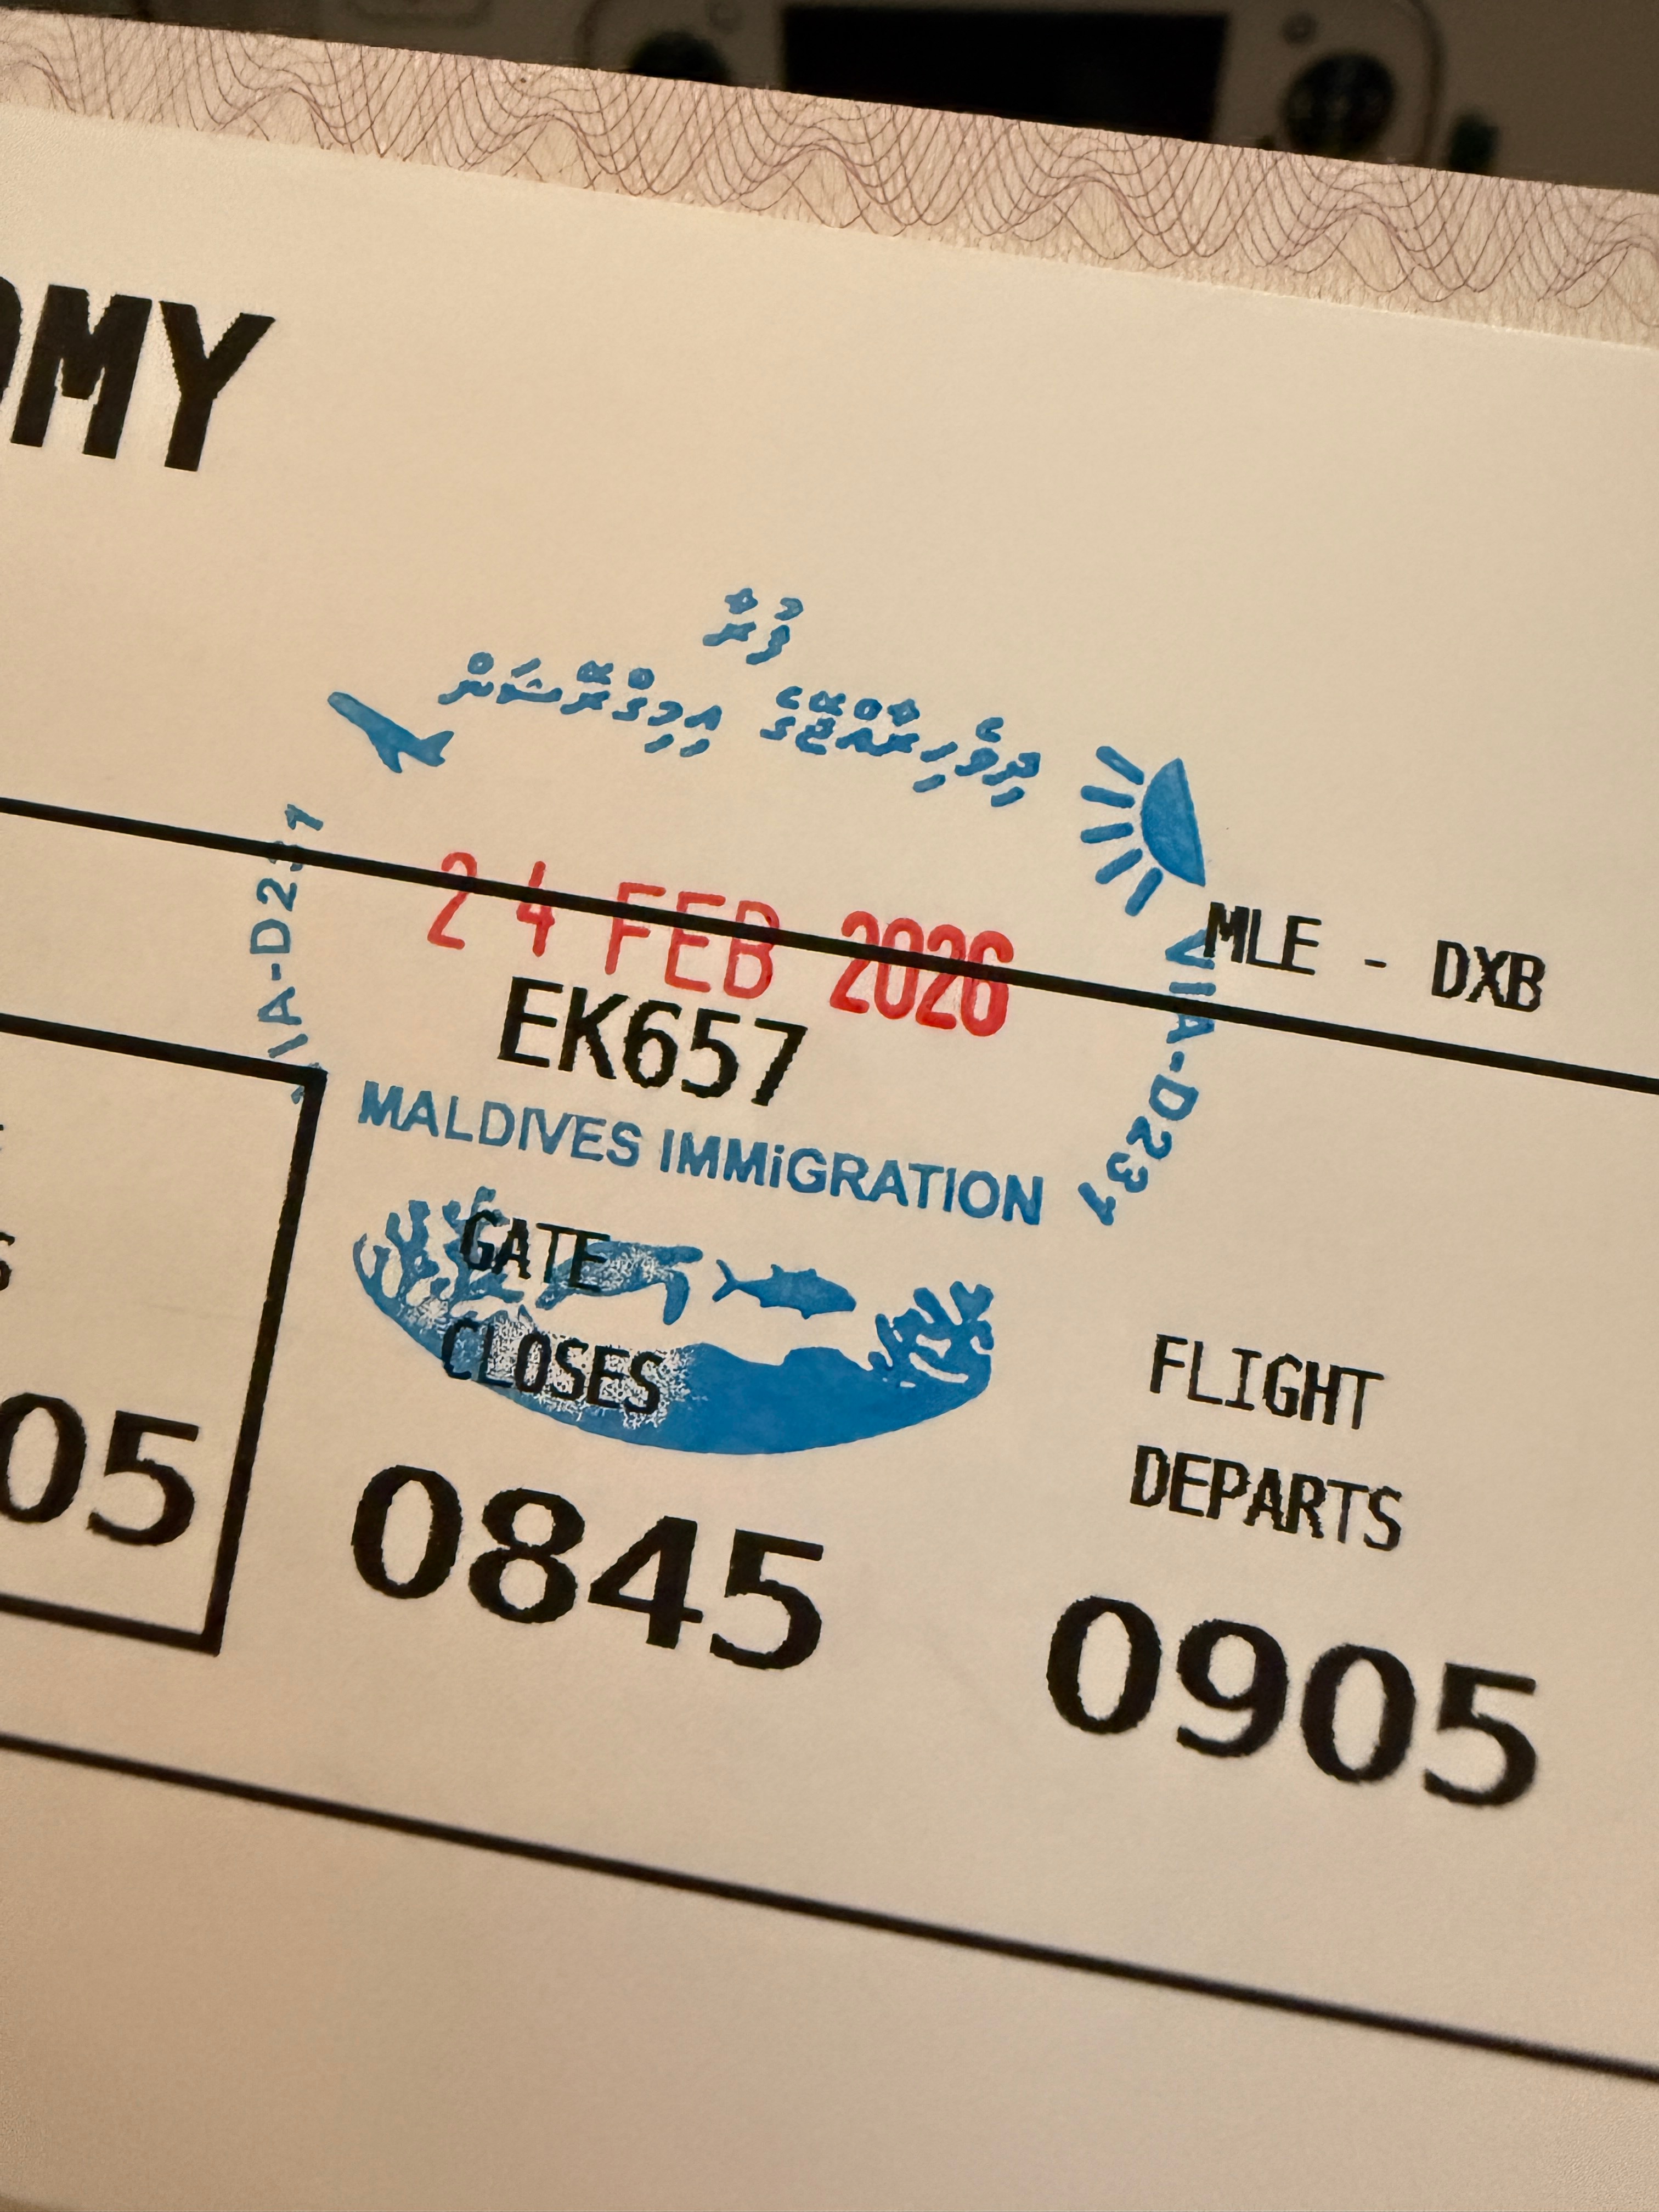 OMY
ފުރާ
ދިވެހިރާއްޖޭގެ އިމިގްރޭޝަން
VIA-D231
24 FEB 2026
VIA-D231
MLE - DXB
EK657
MALDIVES IMMiGRATION
GATE
CLOSES
FLIGHT
DEPARTS
05
0845
0905